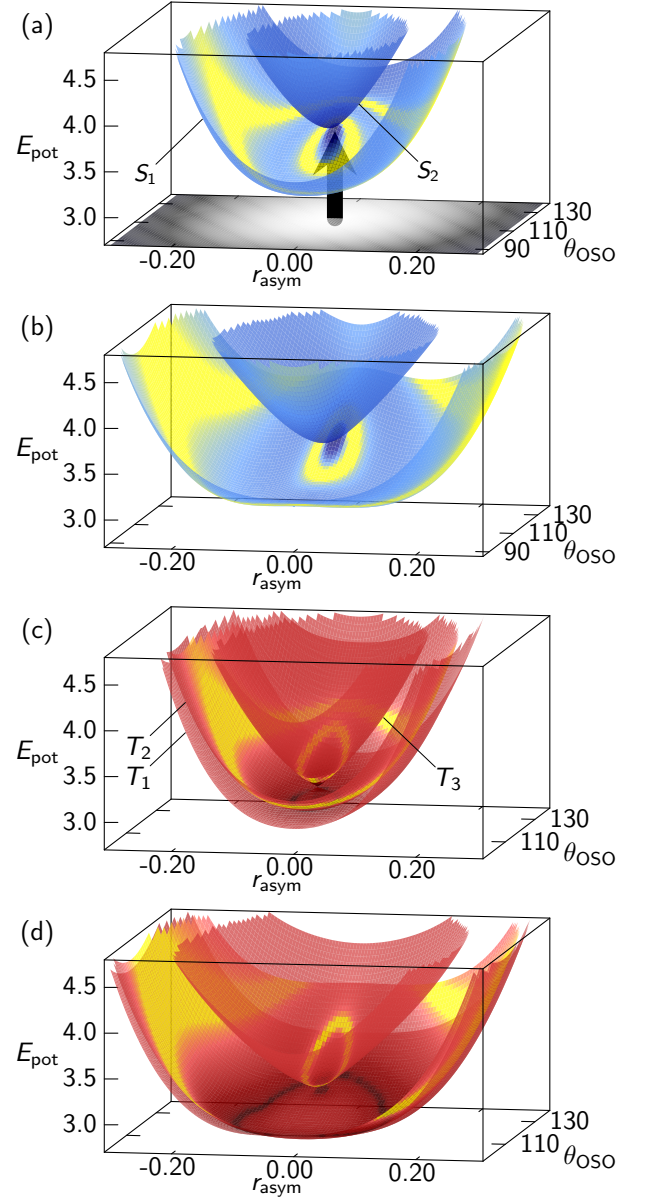 (a)
4.5
4.0
E_pot
3.5
S_1
S_2
3.0
-0.20
0.00
0.20
r_asym
90
110
130
θ_OSO
(b)
4.5
4.0
E_pot
3.5
3.0
-0.20
0.00
0.20
r_asym
90
110
130
θ_OSO
(c)
4.5
4.0
T_2
E_pot
T_1
T_3
3.5
3.0
-0.20
0.00
0.20
r_asym
110
130
θ_OSO
(d)
4.5
4.0
E_pot
3.5
3.0
-0.20
0.00
0.20
r_asym
110
130
θ_OSO